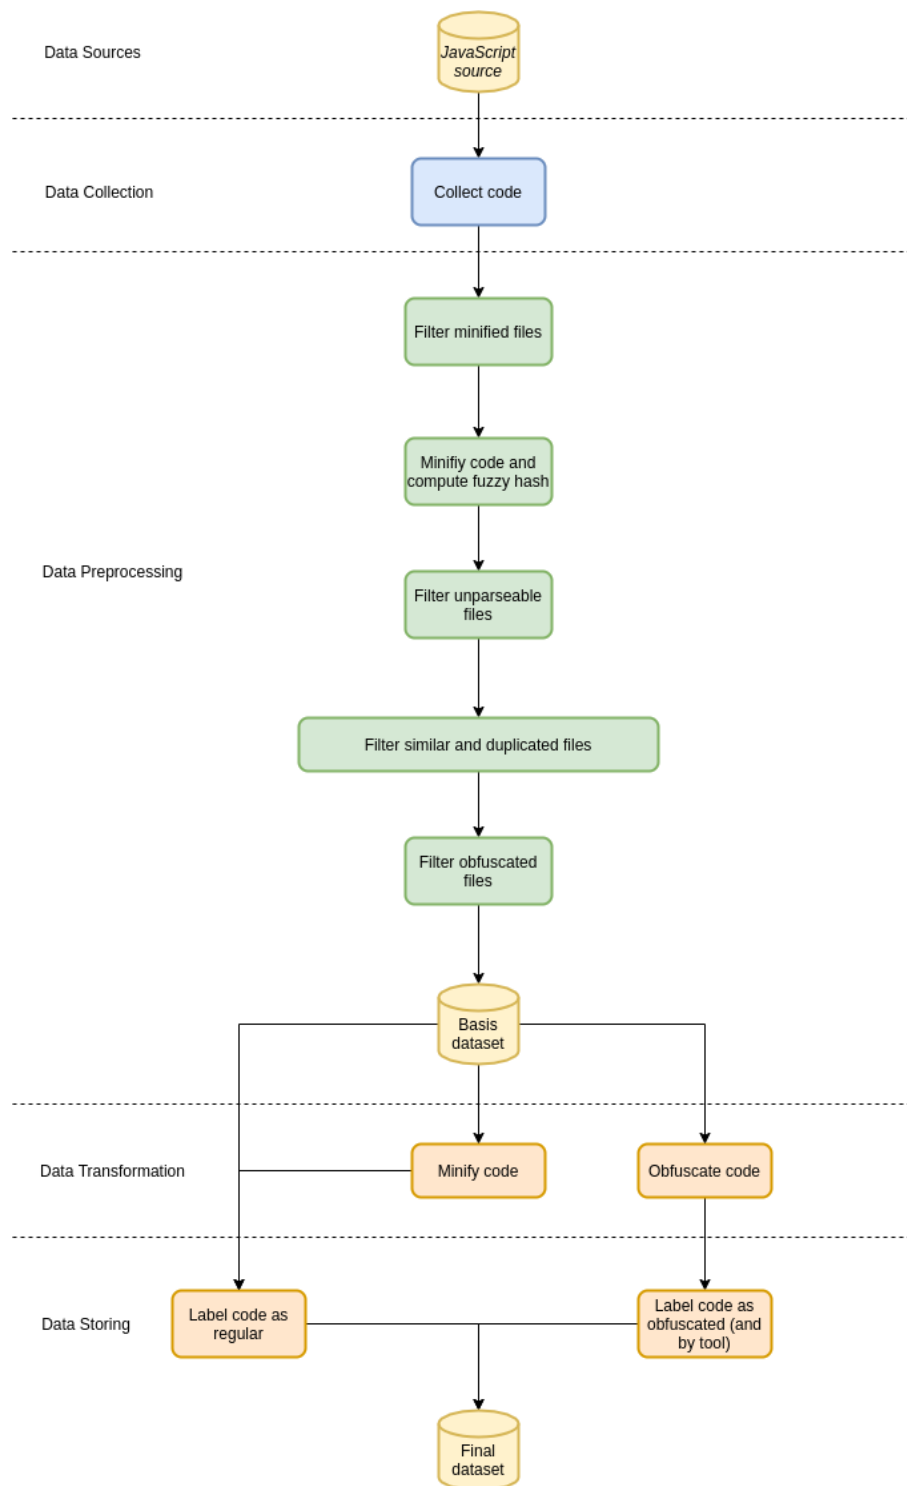 Data Sources
JavaScript
source
Data Collection
Collect code
Filter minified files
Minifiy code and
compute fuzzy hash
Data Preprocessing
Filter unparseable
files
Filter similar and duplicated files
Filter obfuscated
files
Basis
dataset
Data Transformation
Minify code
Obfuscate code
Data Storing
Label code as
regular
Label code as
obfuscated (and
by tool)
Final
dataset